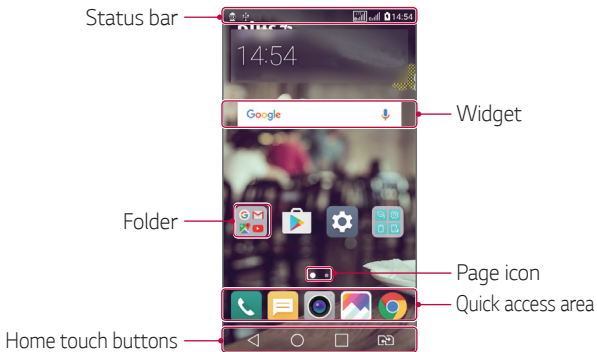 Status bar
14:54
14:54
Google
Widget
Folder
Page icon
Quick access area
Home touch buttons